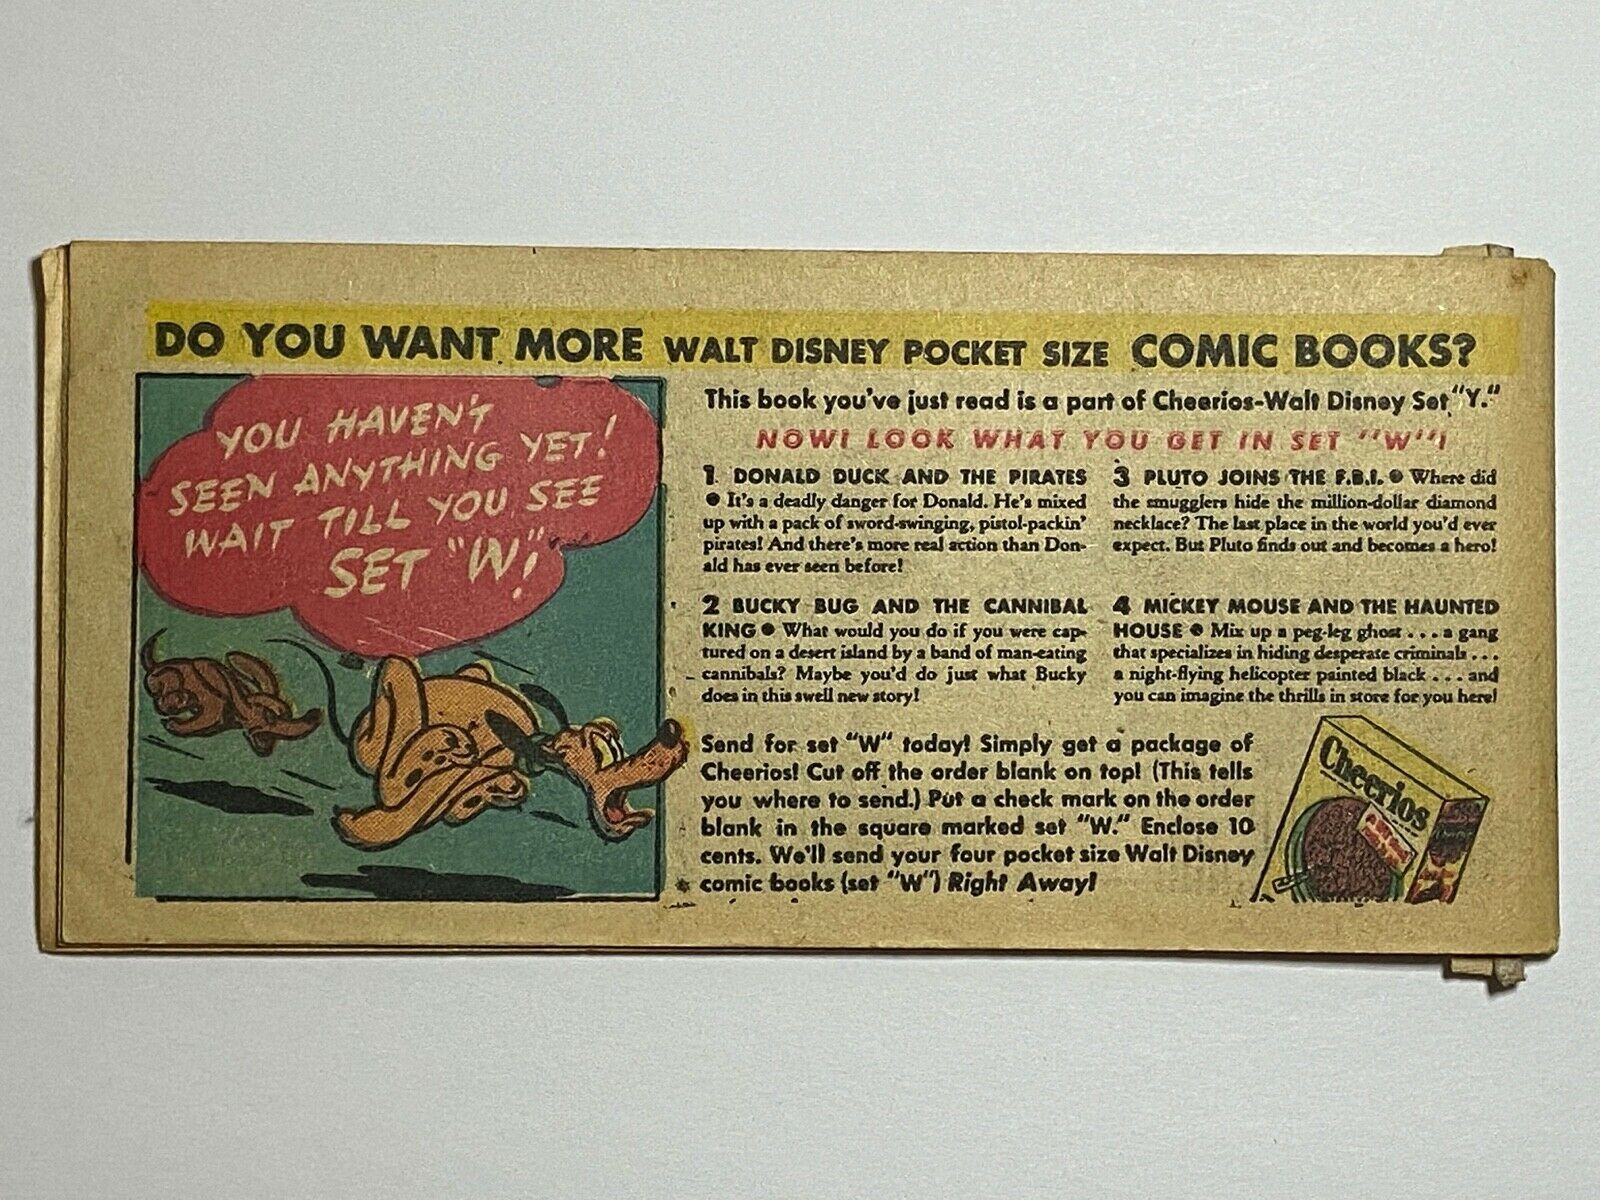 DO YOU WANT MORE WALT DISNEY POCKET SIZE COMIC BOOKS?
YOU HAVEN'T
SEEN ANYTHING YET!
WAIT TILL YOU SEE
SET "W!"
This book you've just read is a part of Cheerios-Walt Disney Set "Y."
NOW! LOOK WHAT YOU GET IN SET "W"!
1 DONALD DUCK AND THE PIRATES
● It's a deadly danger for Donald. He's mixed
up with a pack of sword-swinging, pistol-packin'
pirates! And there's more real action than Don-
ald has ever seen before!
2 BUCKY BUG AND THE CANNIBAL
KING ● What would you do if you were cap-
tured on a desert island by a band of man-eating
cannibals? Maybe you'd do just what Bucky
does in this swell new story!
3 PLUTO JOINS THE F.B.I. ● Where did
the smugglers hide the million-dollar diamond
necklace? The last place in the world you'd ever
expect. But Pluto finds out and becomes a hero!
4 MICKEY MOUSE AND THE HAUNTED
HOUSE ● Mix up a peg-leg ghost . . . a gang
that specializes in hiding desperate criminals . . .
a night-flying helicopter painted black . . . and
you can imagine the thrills in store for you here!
Send for set "W" today! Simply get a package of
Cheerios! Cut off the order blank on top! (This tells
you where to send.) Put a check mark on the order
blank in the square marked set "W." Enclose 10
cents. We'll send your four pocket size Walt Disney
comic books (set "W") Right Away!
Cheerios